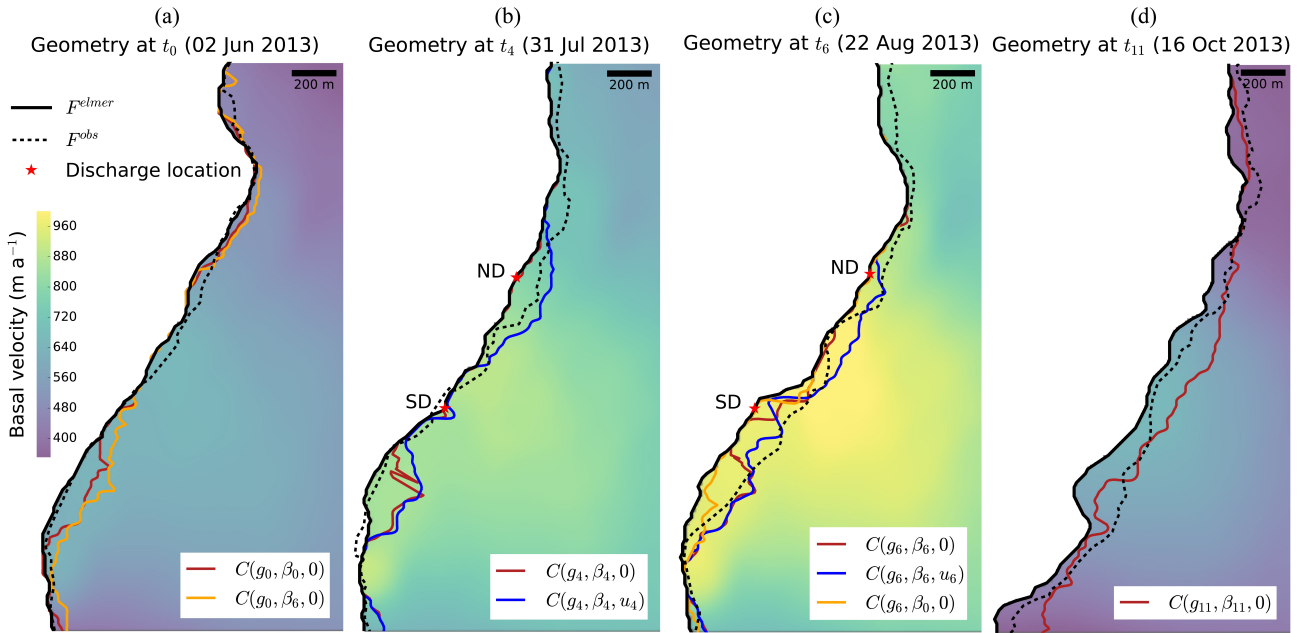 (a)
Geometry at t₀ (02 Jun 2013)
200 m
F^{elmer}
F^{obs}
Discharge location
Basal velocity (m a⁻¹)
960
880
800
720
640
560
480
400
C(g₀, β₀, 0)
C(g₀, β₆, 0)
(b)
Geometry at t₄ (31 Jul 2013)
200 m
ND
SD
C(g₄, β₄, 0)
C(g₄, β₄, u₄)
(c)
Geometry at t₆ (22 Aug 2013)
200 m
ND
SD
C(g₆, β₆, 0)
C(g₆, β₆, u₆)
C(g₆, β₀, 0)
(d)
Geometry at t₁₁ (16 Oct 2013)
200 m
C(g₁₁, β₁₁, 0)